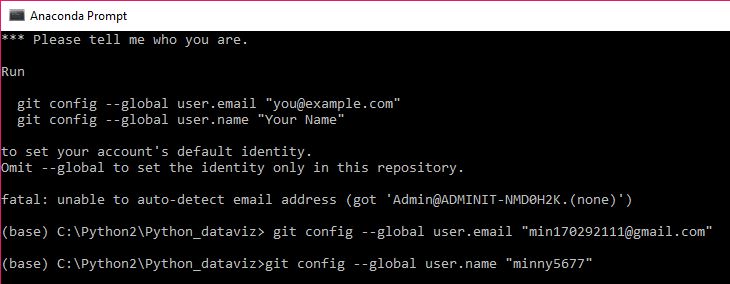 Anaconda Prompt
*** Please tell me who you are.
Run
git config --global user.email "you@example.com"
git config --global user.name "Your Name"
to set your account's default identity.
Omit --global to set the identity only in this repository.
fatal: unable to auto-detect email address (got 'Admin@ADMINIT-NMD0H2K.(none)')
(base) C:\Python2\Python_dataviz> git config --global user.email "min170292111@gmail.com"
(base) C:\Python2\Python_dataviz>git config --global user.name "minny5677"